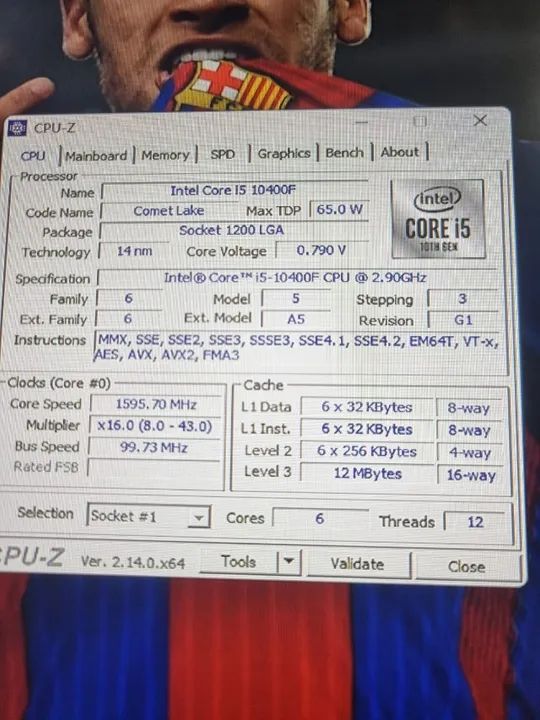 CPU-Z
CPU Mainboard Memory SPD Graphics Bench About
Processor
Name Intel Core i5 10400F
Code Name Comet Lake Max TDP 65.0 W
Package Socket 1200 LGA
Technology 14 nm Core Voltage 0.790 V
intel
CORE i5
10TH GEN
Specification Intel® Core™ i5-10400F CPU @ 2.90GHz
Family 6 Model 5 Stepping 3
Ext. Family 6 Ext. Model A5 Revision G1
Instructions MMX, SSE, SSE2, SSE3, SSSE3, SSE4.1, SSE4.2, EM64T, VT-x,
AES, AVX, AVX2, FMA3
Clocks (Core #0)
Core Speed 1595.70 MHz
Multiplier x16.0 (8.0 - 43.0)
Bus Speed 99.73 MHz
Rated FSB
Cache
L1 Data 6 x 32 KBytes 8-way
L1 Inst. 6 x 32 KBytes 8-way
Level 2 6 x 256 KBytes 4-way
Level 3 12 MBytes 16-way
Selection Socket #1 Cores 6 Threads 12
CPU-Z Ver. 2.14.0.x64 Tools Validate Close